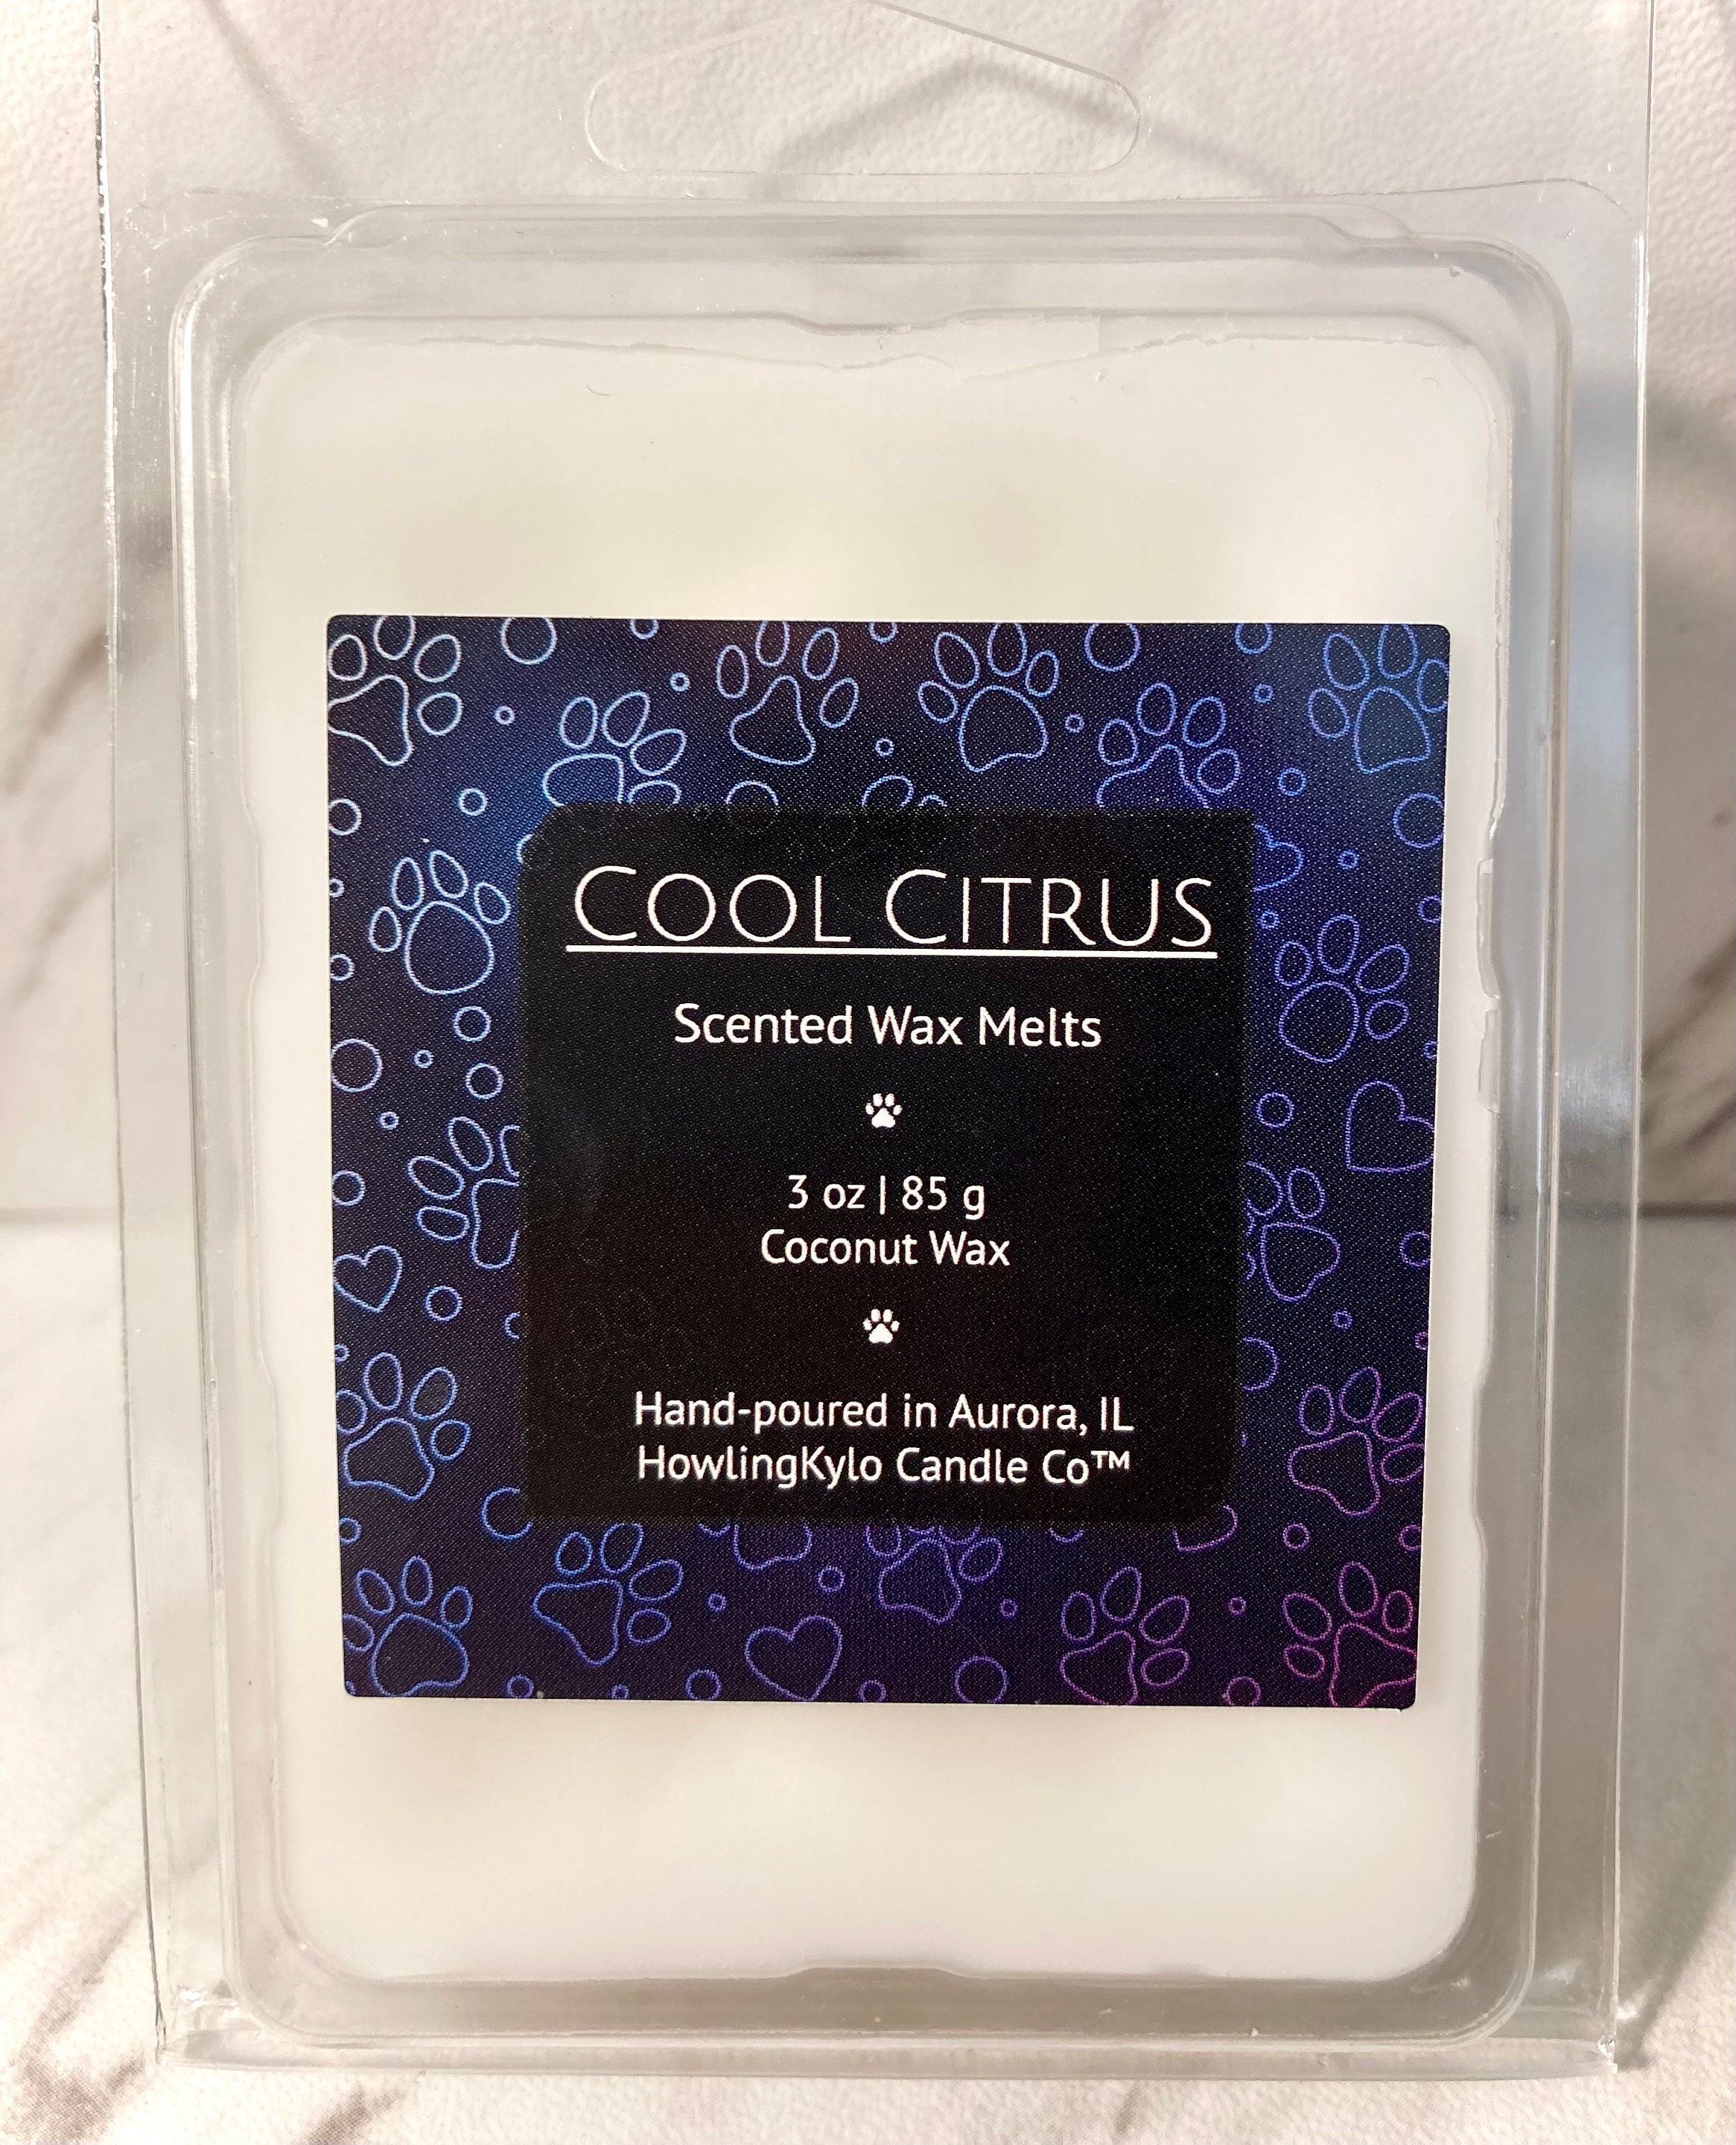 Cool Citrus
Scented Wax Melts
3 oz | 85 g
Coconut Wax
Hand-poured in Aurora, IL
HowlingKylo Candle Co™